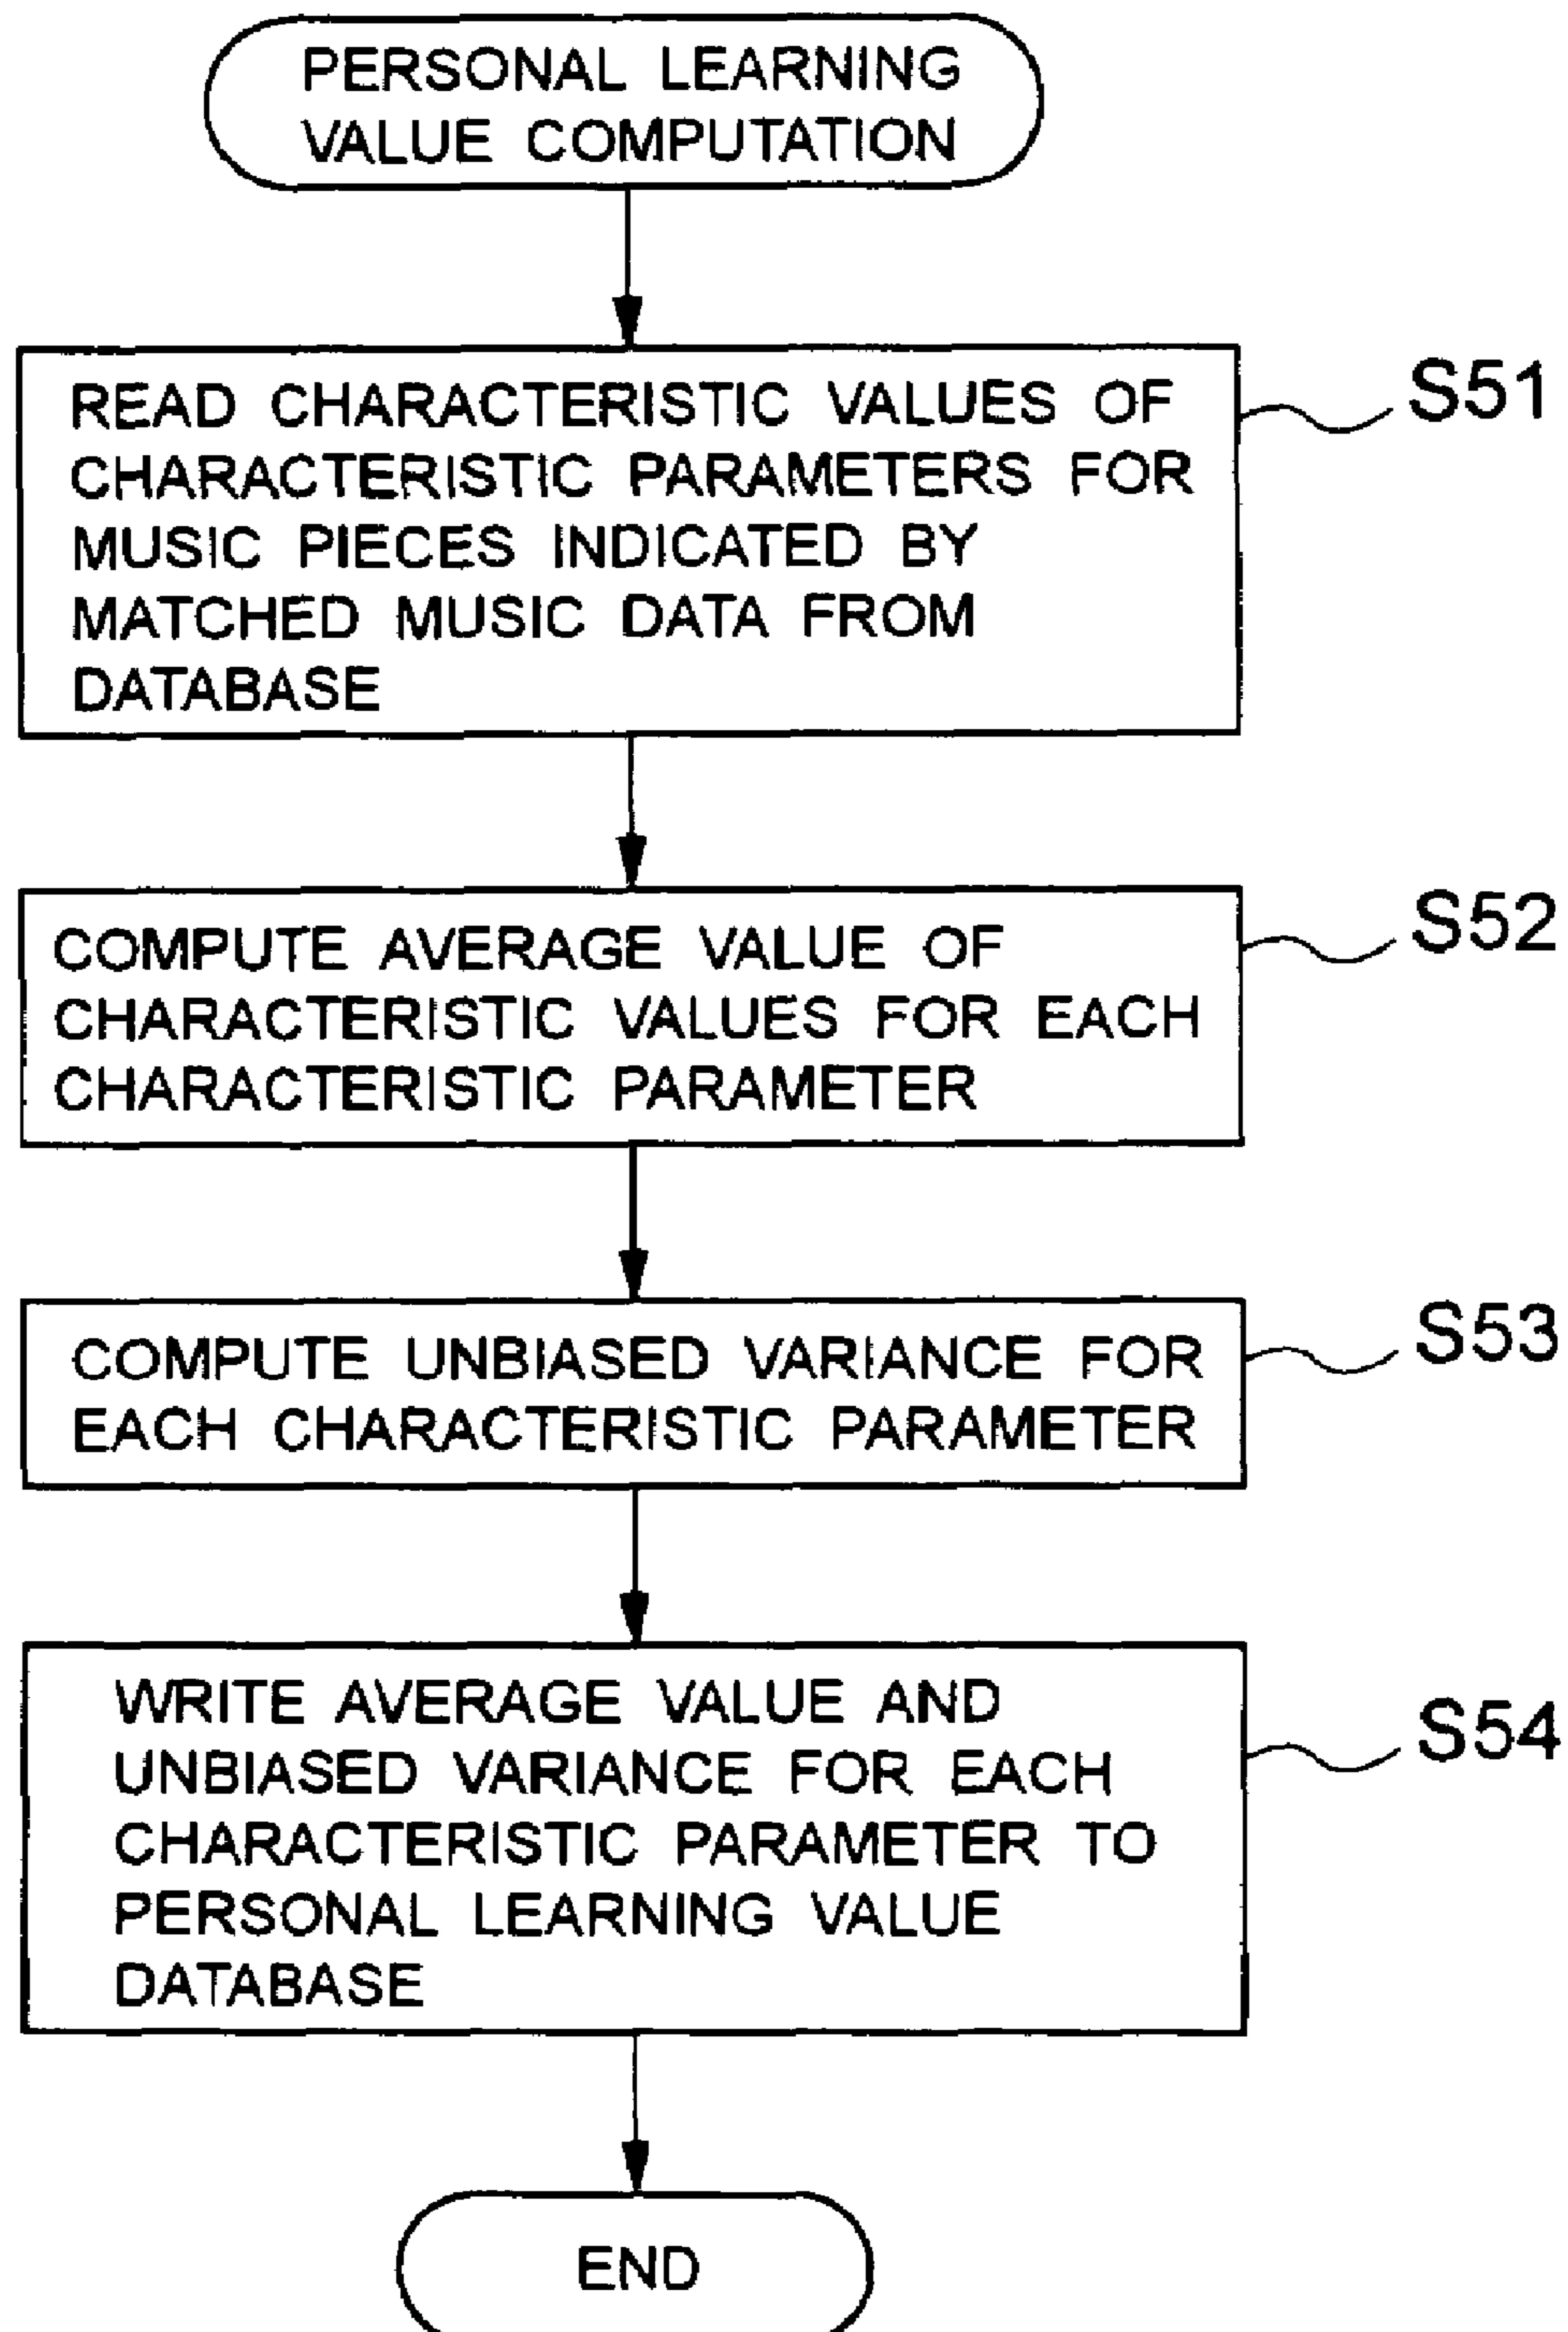 PERSONAL LEARNING
VALUE COMPUTATION
READ CHARACTERISTIC VALUES OF
CHARACTERISTIC PARAMETERS FOR
MUSIC PIECES INDICATED BY
MATCHED MUSIC DATA FROM
DATABASE
S51
COMPUTE AVERAGE VALUE OF
CHARACTERISTIC VALUES FOR EACH
CHARACTERISTIC PARAMETER
S52
COMPUTE UNBIASED VARIANCE FOR
EACH CHARACTERISTIC PARAMETER
S53
WRITE AVERAGE VALUE AND
UNBIASED VARIANCE FOR EACH
CHARACTERISTIC PARAMETER TO
PERSONAL LEARNING VALUE
DATABASE
S54
END